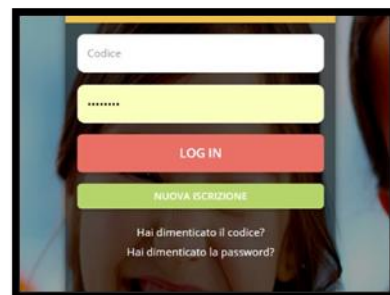 Codice
••••••••
LOG IN
NUOVA ISCRIZIONE
Hai dimenticato il codice?
Hai dimenticato la password?